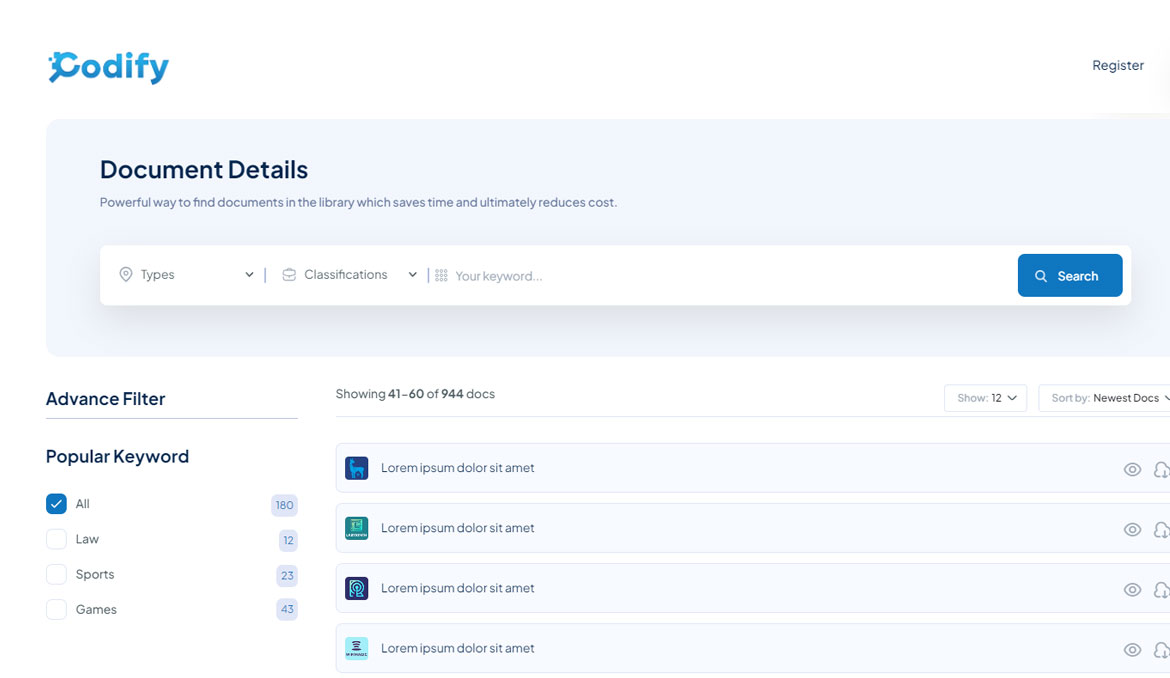 Codify
Register
Document Details
Powerful way to find documents in the library which saves time and ultimately reduces cost.
Types
Classifications
Your keyword...
Search
Advance Filter
Showing 41-60 of 944 docs
Show: 12
Sort by: Newest Docs
Popular Keyword
Lorem ipsum dolor sit amet
All 180
Lorem ipsum dolor sit amet
Law 12
Sports 23
Lorem ipsum dolor sit amet
Games 43
Lorem ipsum dolor sit amet